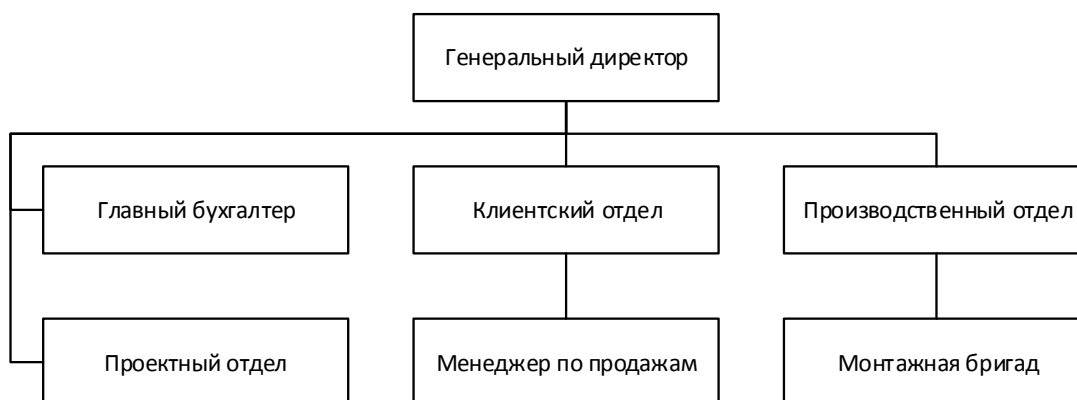 Генеральный директор
Главный бухгалтер
Клиентский отдел
Производственный отдел
Проектный отдел
Менеджер по продажам
Монтажная бригад